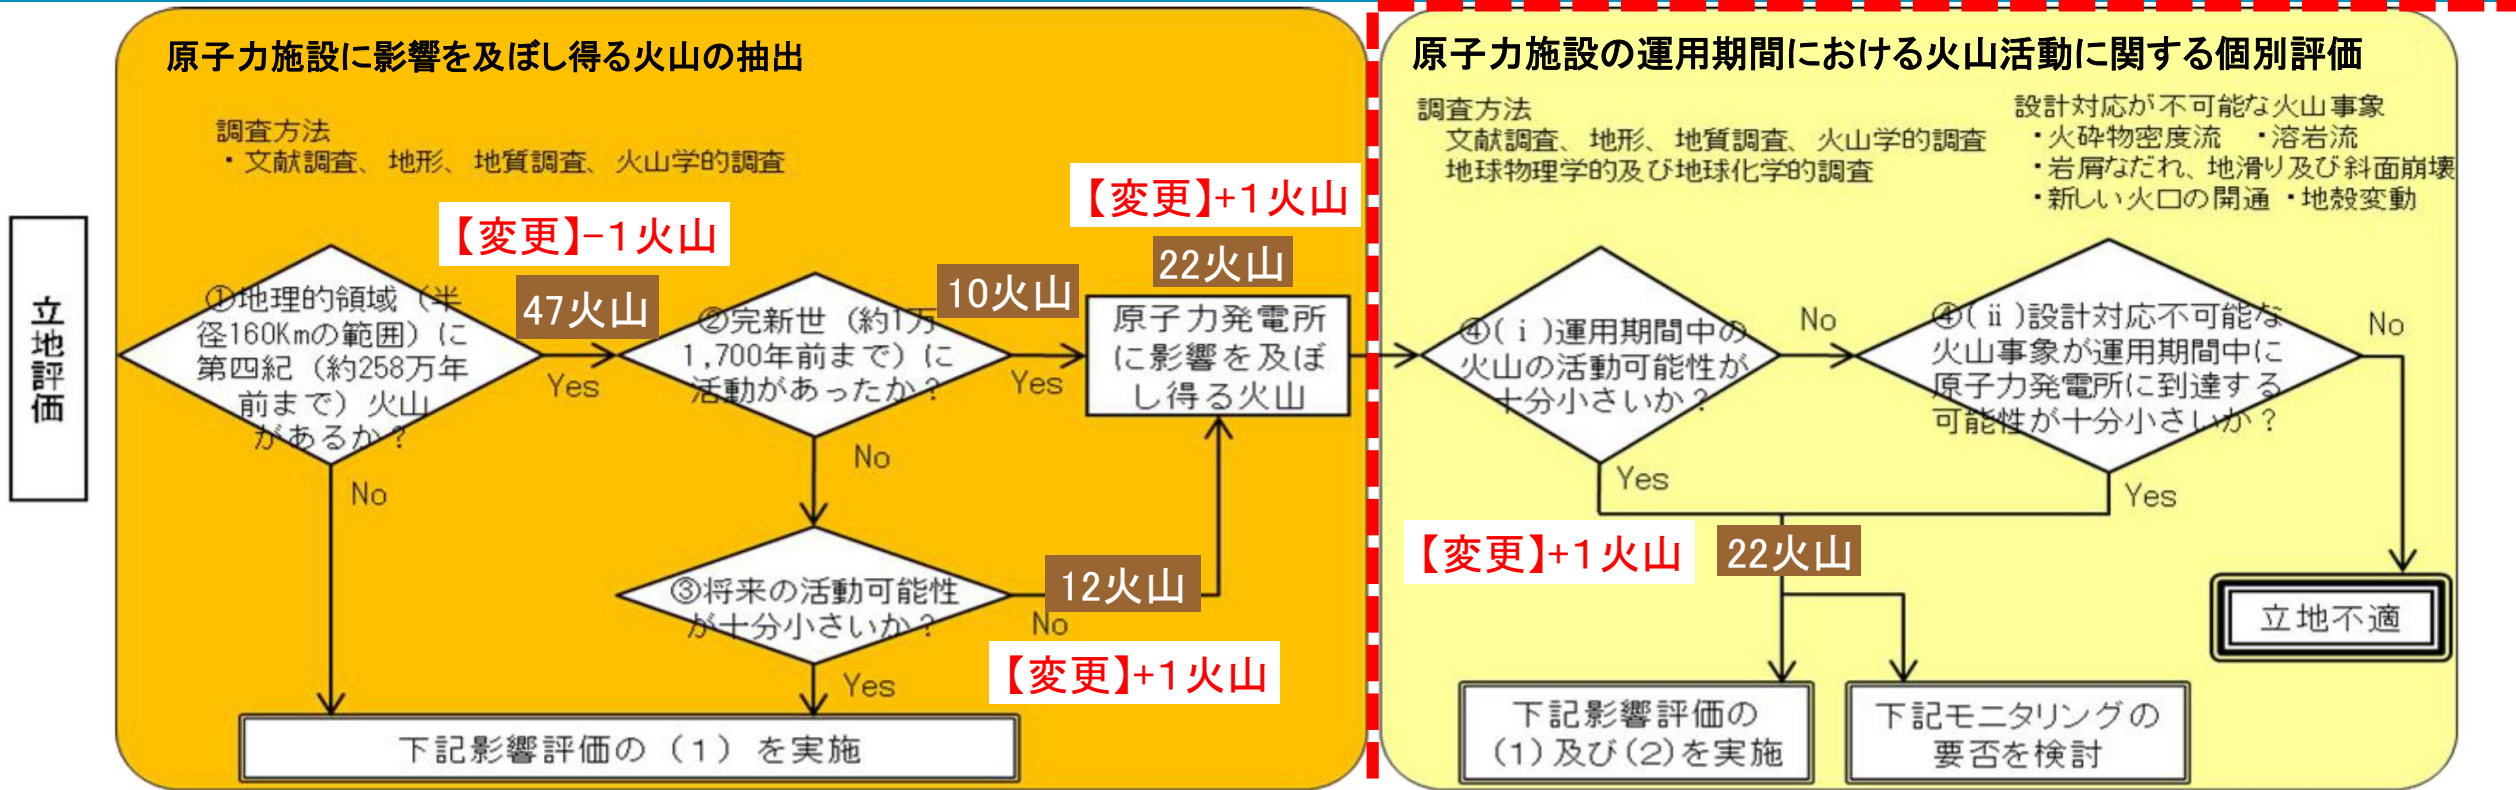 立地評価
原子力施設に影響を及ぼし得る火山の抽出
調査方法
・文献調査、地形、地質調査、火山学的調査
①地理的領域（半
径160Kmの範囲）に
第四紀（約258万年
前まで）火山
があるか？
Yes
No
【変更】−1火山
47火山
②完新世（約1万
1,700年前まで）に
活動があったか？
Yes
No
10火山
【変更】+1火山
22火山
原子力発電所
に影響を及ぼ
し得る火山
③将来の活動可能性
が十分小さいか？
No
Yes
12火山
【変更】+1火山
下記影響評価の（1）を実施
原子力施設の運用期間における火山活動に関する個別評価
調査方法
文献調査、地形、地質調査、火山学的調査
地球物理学的及び地球化学的調査
設計対応が不可能な火山事象
・火砕物密度流　・溶岩流
・岩屑なだれ、地滑り及び斜面崩壊
・新しい火口の開通 ・地殻変動
④(ⅰ)運用期間中の
火山の活動可能性が
十分小さいか？
No
Yes
④(ⅱ)設計対応不可能な
火山事象が運用期間中に
原子力発電所に到達する
可能性が十分小さいか？
No
Yes
【変更】+1火山
22火山
立地不適
下記影響評価の
(1)及び(2)を実施
下記モニタリングの
要否を検討